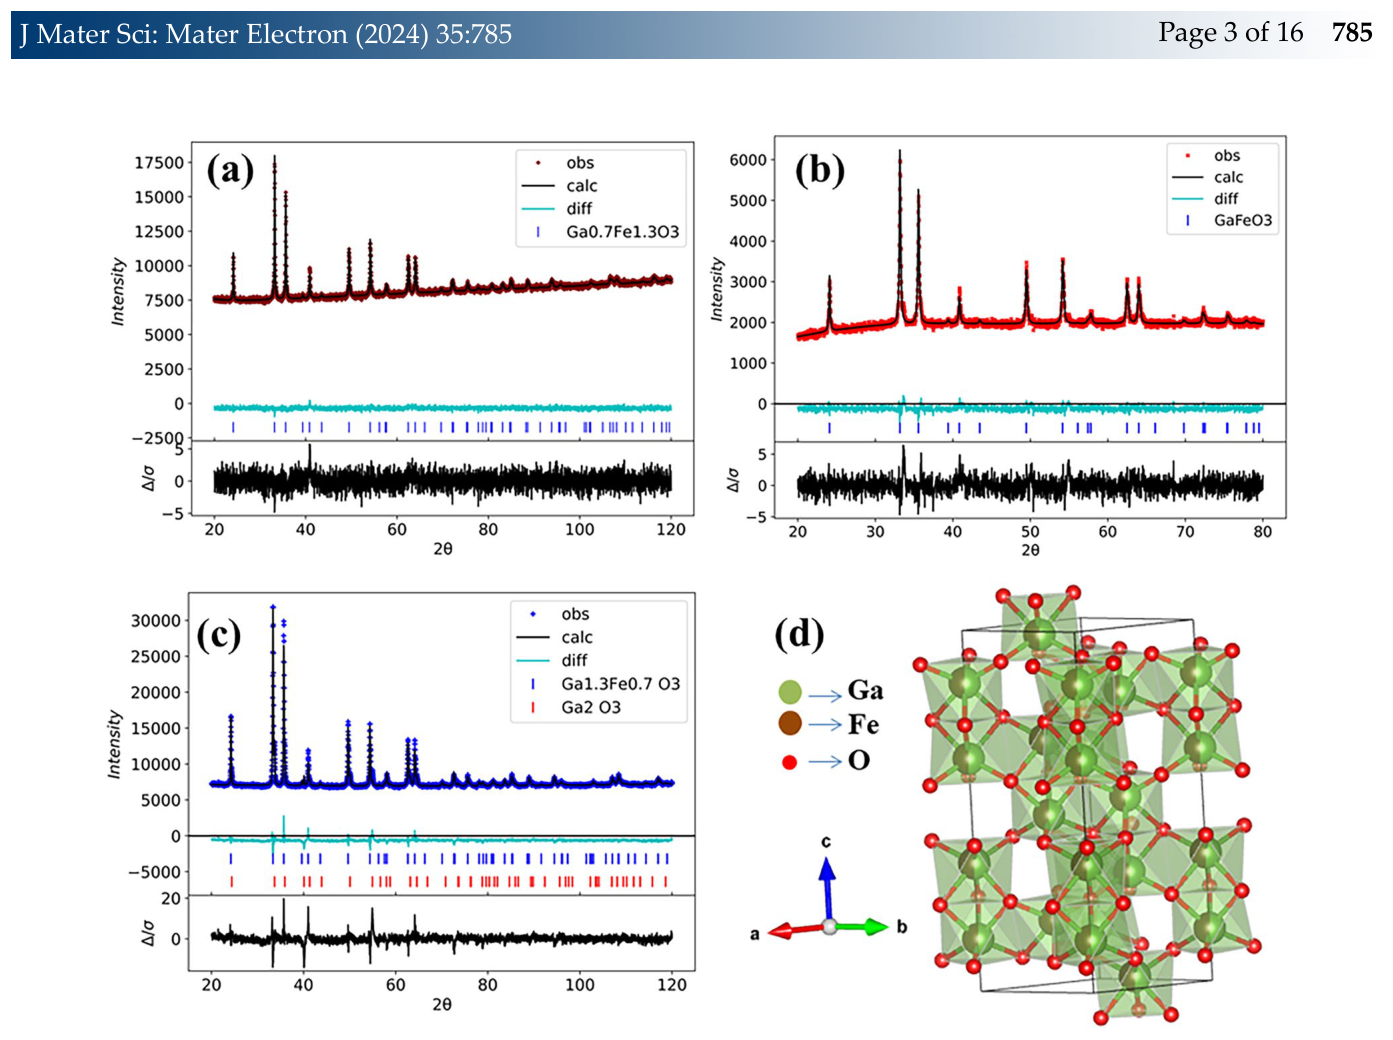 J Mater Sci: Mater Electron (2024) 35:785
Page 3 of 16 785
(a)
obs
calc
diff
Ga0.7Fe1.3O3
Intensity
17500
15000
12500
10000
7500
5000
2500
0
−2500
Δ/σ
5
0
−5
20 40 60 80 100 120
2θ
(b)
obs
calc
diff
GaFeO3
Intensity
6000
5000
4000
3000
2000
1000
0
Δ/σ
5
0
−5
20 30 40 50 60 70 80
2θ
(c)
obs
calc
diff
Ga1.3Fe0.7 O3
Ga2 O3
Intensity
30000
25000
20000
15000
10000
5000
0
−5000
Δ/σ
20
0
20 40 60 80 100 120
2θ
(d)
Ga
Fe
O
c
a
b